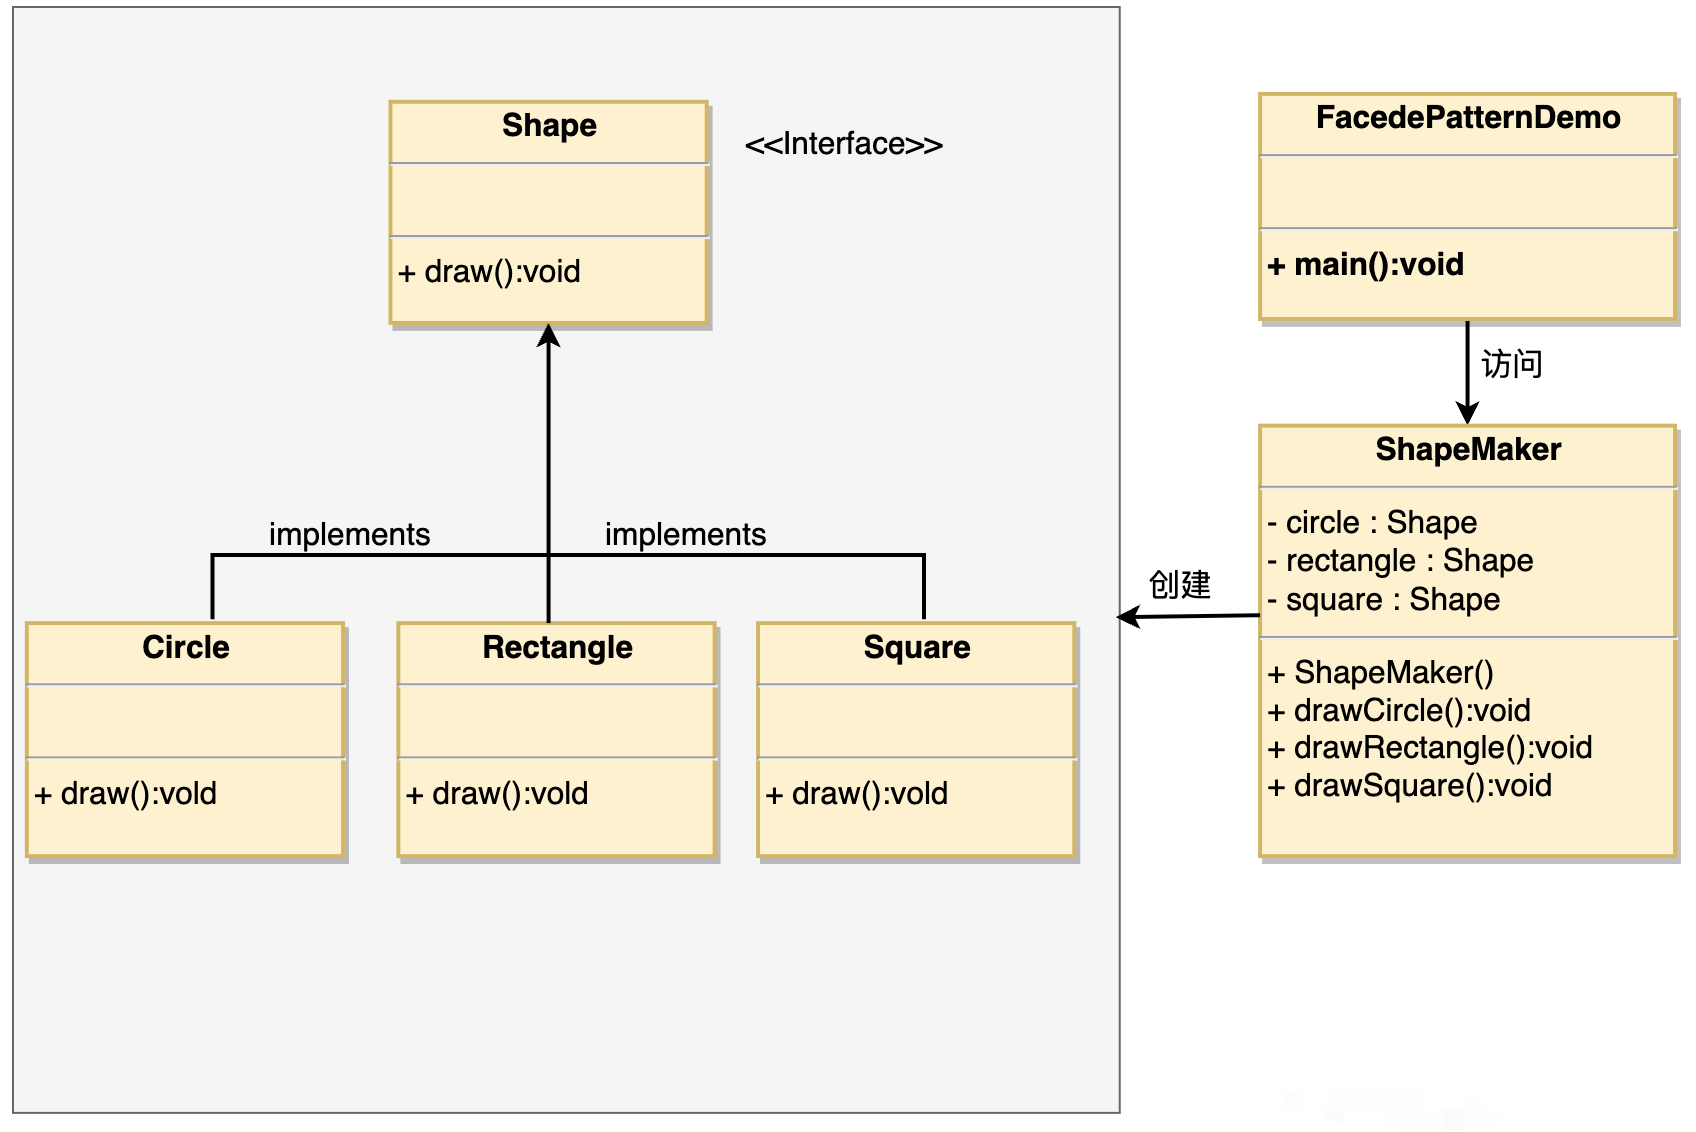 Shape
<<Interface>>
+ draw():void
implements
implements
Circle
+ draw():vold
Rectangle
+ draw():vold
Square
+ draw():vold
FacedePatternDemo
+ main():void
访问
ShapeMaker
- circle : Shape
- rectangle : Shape
- square : Shape
创建
+ ShapeMaker()
+ drawCircle():void
+ drawRectangle():void
+ drawSquare():void